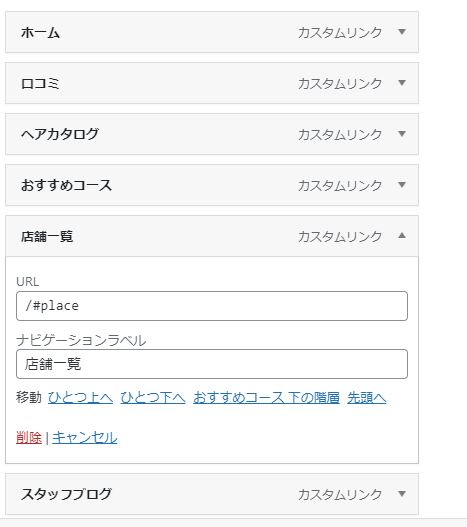 ホーム カスタムリンク
口コミ カスタムリンク
ヘアカタログ カスタムリンク
おすすめコース カスタムリンク
店舗一覧 カスタムリンク
URL
/#place
ナビゲーションラベル
店舗一覧
移動 ひとつ上へ ひとつ下へ おすすめコース 下の階層 先頭へ
削除 | キャンセル
スタッフブログ カスタムリンク